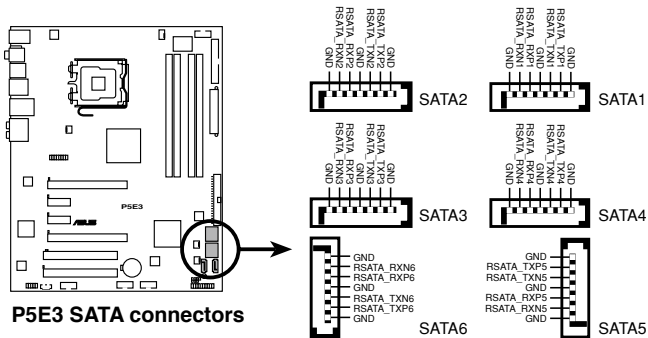 GND
RSATA_RXN2
RSATA_RXP2
GND
RSATA_TXN2
RSATA_TXP2
GND
SATA2
GND
RSATA_RXN1
RSATA_RXP1
GND
RSATA_TXN1
RSATA_TXP1
GND
SATA1
GND
RSATA_RXN3
RSATA_RXP3
GND
RSATA_TXN3
RSATA_TXP3
GND
SATA3
GND
RSATA_RXN4
RSATA_RXP4
GND
RSATA_TXN4
RSATA_TXP4
GND
SATA4
P5E3
ASUS
GND
RSATA_RXN6
RSATA_RXP6
GND
RSATA_TXN6
RSATA_TXP6
GND
SATA6
GND
RSATA_TXP5
RSATA_TXN5
GND
RSATA_RXP5
RSATA_RXN5
GND
SATA5
P5E3 SATA connectors